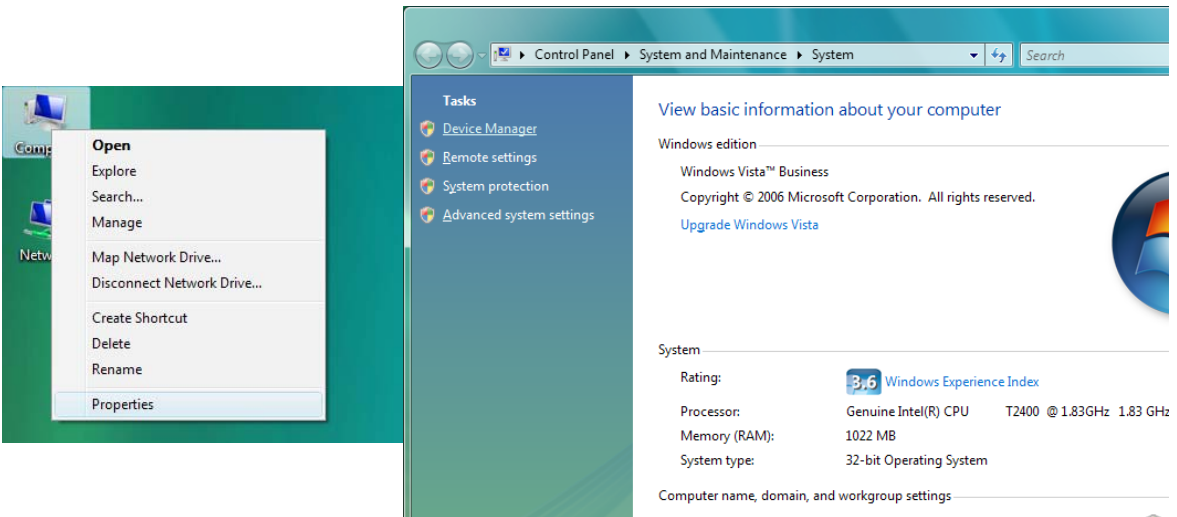 Comp
Netw
Open
Explore
Search...
Manage
Map Network Drive...
Disconnect Network Drive...
Create Shortcut
Delete
Rename
Properties
Control Panel System and Maintenance System
Search
Tasks
Device Manager
Remote settings
System protection
Advanced system settings
View basic information about your computer
Windows edition
Windows Vista™ Business
Copyright © 2006 Microsoft Corporation. All rights reserved.
Upgrade Windows Vista
System
Rating: 3,6 Windows Experience Index
Processor: Genuine Intel(R) CPU T2400 @ 1.83GHz 1.83 GHz
Memory (RAM): 1022 MB
System type: 32-bit Operating System
Computer name, domain, and workgroup settings